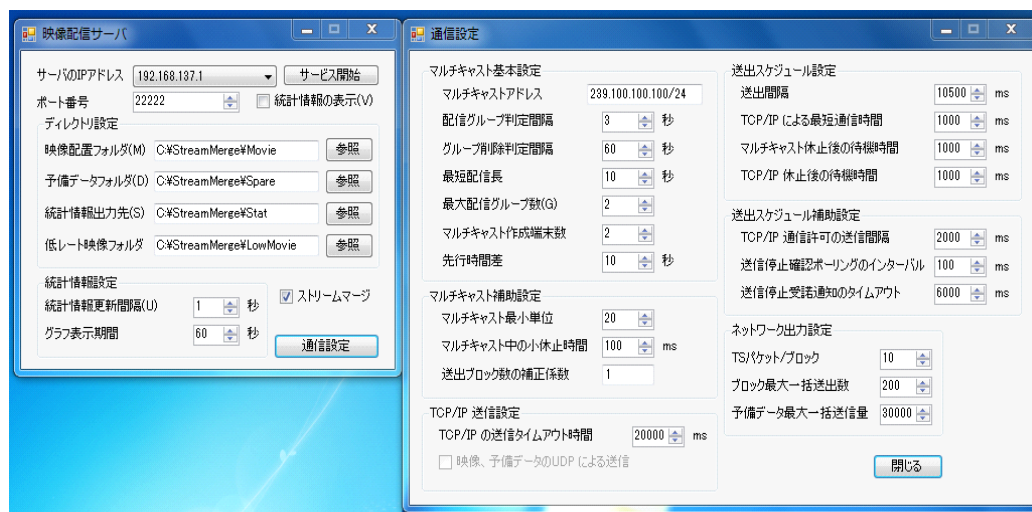 映像配信サーバ
サーバのIPアドレス 192.168.137.1 サービス開始
ポート番号 22222 統計情報の表示(V)
ディレクトリ設定
映像配置フォルダ(M) C:¥StreamMerge¥Movie 参照
予備データフォルダ(D) C:¥StreamMerge¥Spare 参照
統計情報出力先(S) C:¥StreamMerge¥Stat 参照
低レート映像フォルダ C:¥StreamMerge¥LowMovie 参照
統計情報設定
統計情報更新間隔(U) 1 秒
ストリームマージ
グラフ表示期間 60 秒
通信設定
通信設定
マルチキャスト基本設定
マルチキャストアドレス 239.100.100.100/24
配信グループ判定間隔 3 秒
グループ削除判定間隔 60 秒
最短配信長 10 秒
最大配信グループ数(G) 2
マルチキャスト作成端末数 2
先行時間差 10 秒
マルチキャスト補助設定
マルチキャスト最小単位 20
マルチキャスト中の小休止時間 100 ms
送出ブロック数の補正係数 1
TCP/IP 送信設定
TCP/IP の送信タイムアウト時間 20000 ms
映像、予備データのUDP による送信
送出スケジュール設定
送出間隔 10500 ms
TCP/IP による最短通信時間 1000 ms
マルチキャスト休止後の待機時間 1000 ms
TCP/IP 休止後の待機時間 1000 ms
送出スケジュール補助設定
TCP/IP 通信許可の送信間隔 2000 ms
送信停止確認ポーリングのインターバル 100 ms
送信停止受諾通知のタイムアウト 6000 ms
ネットワーク出力設定
TSパケット/ブロック 10
ブロック最大一括送出数 200
予備データ最大一括送信量 30000
閉じる